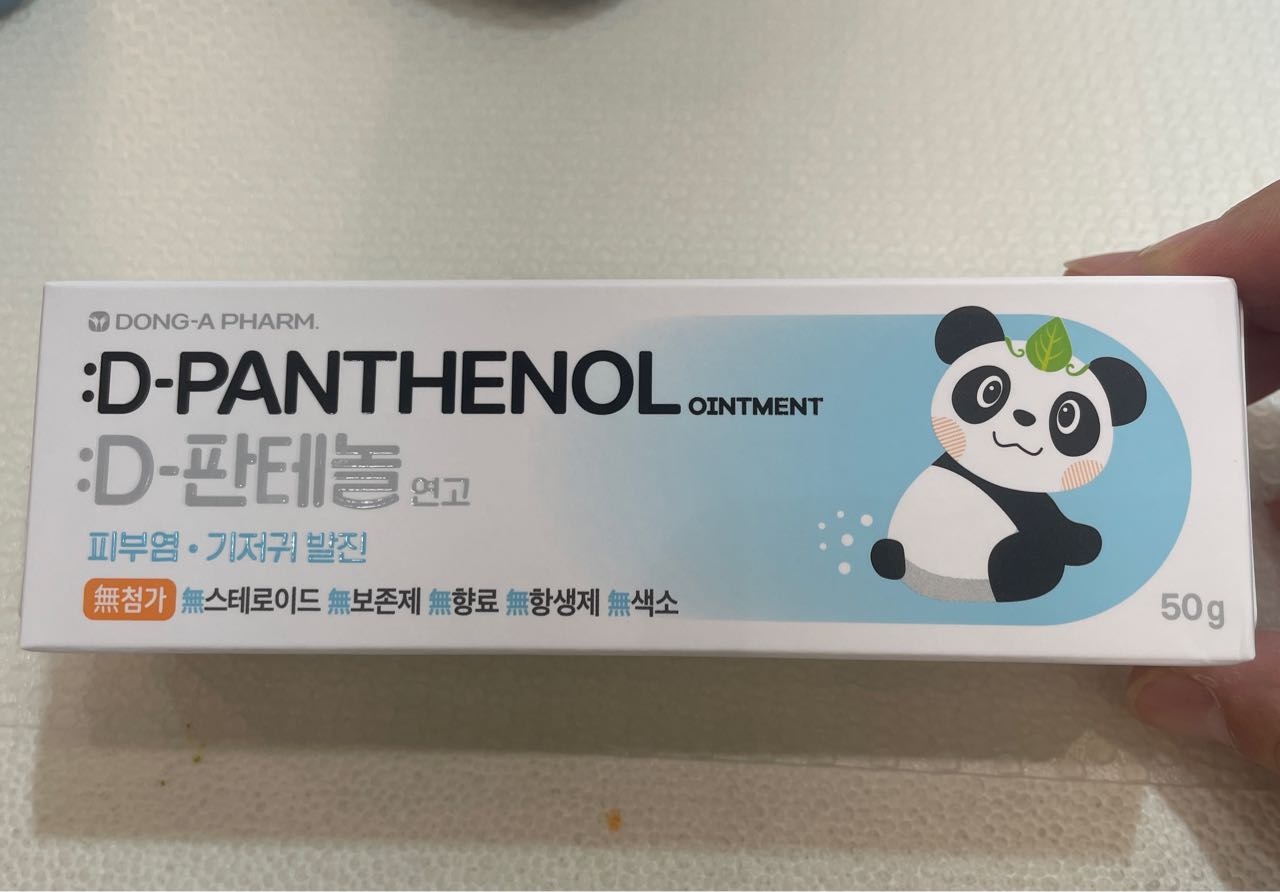 DONG-A PHARM.
:D-PANTHENOL OINTMENT
:D-판테놀 연고
피부염·기저귀 발진
無첨가 無스테로이드 無보존제 無향료 無항생제 無색소
50g